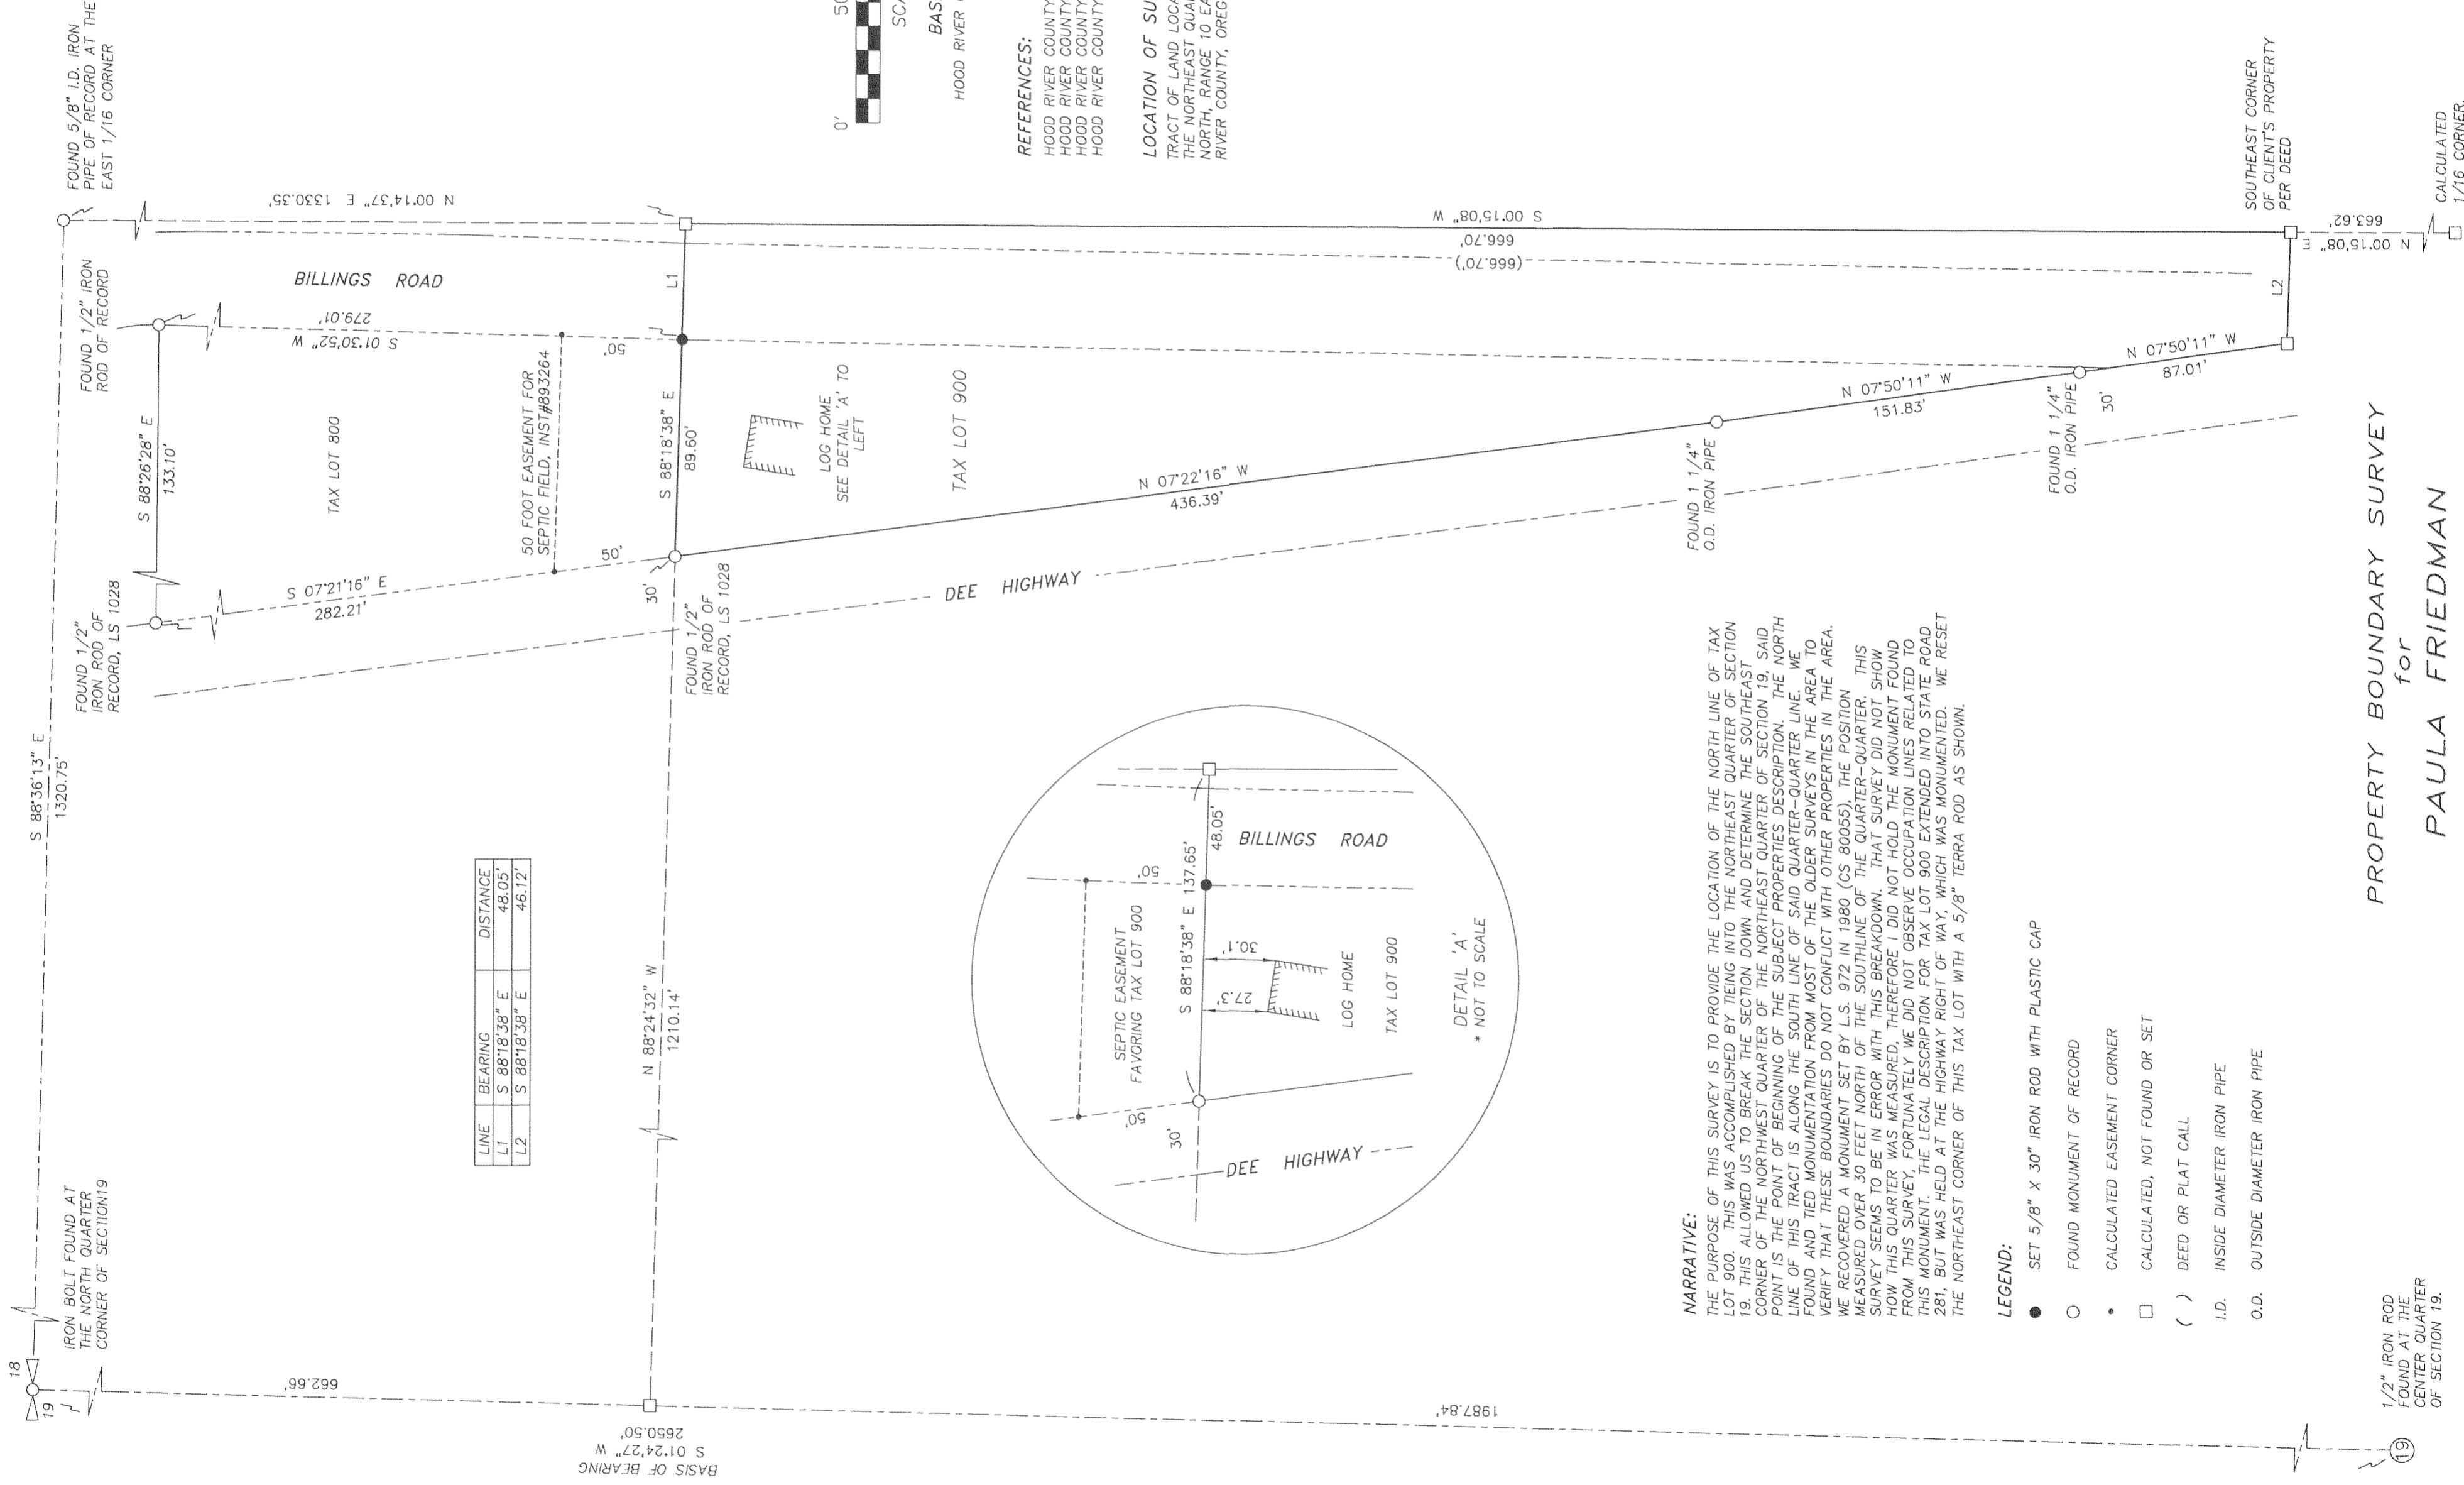 18
19
IRON BOLT FOUND AT
THE NORTH QUARTER
CORNER OF SECTION19
S 88°36'13" E
1320.75'
FOUND 5/8" I.D. IRON
PIPE OF RECORD AT THE
EAST 1/16 CORNER
N 00°14'37" E 1330.35'
FOUND 1/2" IRON
ROD OF RECORD
BILLINGS ROAD
279.01'
S 01°30'52" W
S 88°26'28" E
133.10'
TAX LOT 800
FOUND 1/2"
IRON ROD OF
RECORD, LS 1028
S 07°21'16" E
282.21'
50 FOOT EASEMENT FOR
SEPTIC FIELD, INST#893264
50'
50'
30'
L1
S 88°18'38" E
89.60'
FOUND 1/2"
IRON ROD OF
RECORD, LS 1028
LOG HOME
SEE DETAIL 'A' TO
LEFT
TAX LOT 900
DEE HIGHWAY
N 07°22'16" W
436.39'
S 00°15'08" W
666.70'
(666.70')
FOUND 1 1/4"
O.D. IRON PIPE
N 07°50'11" W
151.83'
FOUND 1 1/4"
O.D. IRON PIPE
30'
N 07°50'11" W
87.01'
L2
SOUTHEAST CORNER
OF CLIENT'S PROPERTY
PER DEED
N 00°15'08" E
663.62'
CALCULATED
1/16 CORNER.
662.66'
BASIS OF BEARING
S 01°24'27" W
2650.50'
1987.84'
N 88°24'32" W
1210.14'
LINE BEARING DISTANCE
L1 S 88°18'38" E 48.05'
L2 S 88°18'38" E 46.12'
SEPTIC EASEMENT
FAVORING TAX LOT 900
50'
50'
30'
S 88°18'38" E 137.65'
48.05'
BILLINGS ROAD
27.3'
30.1'
LOG HOME
TAX LOT 900
DEE HIGHWAY
DETAIL 'A'
* NOT TO SCALE
0'
50
SCA
BAS
HOOD RIVER
REFERENCES:
HOOD RIVER COUNTY
HOOD RIVER COUNTY
HOOD RIVER COUNTY
HOOD RIVER COUNTY
LOCATION OF SU
TRACT OF LAND LOCA
THE NORTHEAST QUA
NORTH, RANGE 10 EA
RIVER COUNTY, OREG
NARRATIVE:
THE PURPOSE OF THIS SURVEY IS TO PROVIDE THE LOCATION OF THE NORTH LINE OF TAX
LOT 900. THIS WAS ACCOMPLISHED BY TIEING INTO THE NORTHEAST QUARTER OF SECTION
19. THIS ALLOWED US TO BREAK THE SECTION DOWN AND DETERMINE THE SOUTHEAST
CORNER OF THE NORTHWEST QUARTER OF THE NORTHEAST QUARTER OF SECTION 19, SAID
POINT IS THE POINT OF BEGINNING OF THE SUBJECT PROPERTIES DESCRIPTION. THE NORTH
LINE OF THIS TRACT IS ALONG THE SOUTH LINE OF SAID QUARTER-QUARTER LINE. WE
FOUND AND TIED MONUMENTATION FROM MOST OF THE OLDER SURVEYS IN THE AREA TO
VERIFY THAT THESE BOUNDARIES DO NOT CONFLICT WITH OTHER PROPERTIES IN THE AREA.
WE RECOVERED A MONUMENT SET BY L.S. 972 IN 1980 (CS 80055), THE POSITION
MEASURED OVER 30 FEET NORTH OF THE SOUTHLINE OF THE QUARTER-QUARTER. THIS
SURVEY SEEMS TO BE IN ERROR WITH THIS BREAKDOWN. THAT SURVEY DID NOT SHOW
HOW THIS QUARTER WAS MEASURED, THEREFORE I DID NOT HOLD THE MONUMENT FOUND
FROM THIS SURVEY, FORTUNATELY WE DID NOT OBSERVE OCCUPATION LINES RELATED TO
THIS MONUMENT. THE LEGAL DESCRIPTION FOR TAX LOT 900 EXTENDED INTO STATE ROAD
281, BUT WAS HELD AT THE HIGHWAY RIGHT OF WAY, WHICH WAS MONUMENTED. WE RESET
THE NORTHEAST CORNER OF THIS TAX LOT WITH A 5/8" TERRA ROD AS SHOWN.
LEGEND:
● SET 5/8" X 30" IRON ROD WITH PLASTIC CAP
○ FOUND MONUMENT OF RECORD
• CALCULATED EASEMENT CORNER
□ CALCULATED, NOT FOUND OR SET
( ) DEED OR PLAT CALL
I.D. INSIDE DIAMETER IRON PIPE
O.D. OUTSIDE DIAMETER IRON PIPE
1/2" IRON ROD
FOUND AT THE
CENTER QUARTER
OF SECTION 19.
19
PROPERTY BOUNDARY SURVEY
for
PAULA FRIEDMAN